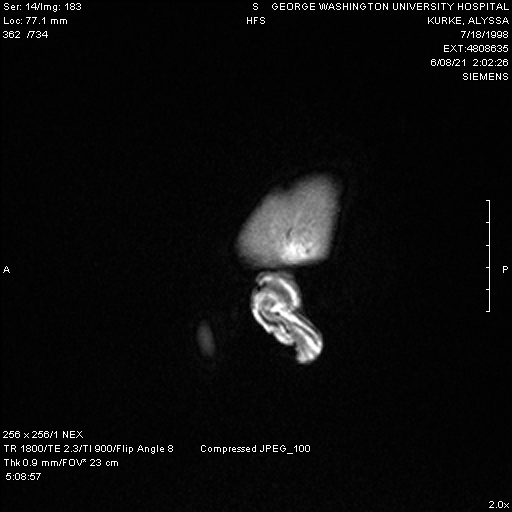 Ser: 14/Img: 183
S GEORGE WASHINGTON UNIVERSITY HOSPITAL
Loc: 77.1 mm
HFS
KURKE, ALYSSA
362 /734
7/18/1998
EXT:4808635
6/08/21 2:02:26
SIEMENS
A
P
256 x 256/1 NEX
TR 1800/TE 2.3/TI 900/Flip Angle 8 Compressed JPEG_100
Thk 0.9 mm/FOV* 23 cm
5:08:57
2.0x